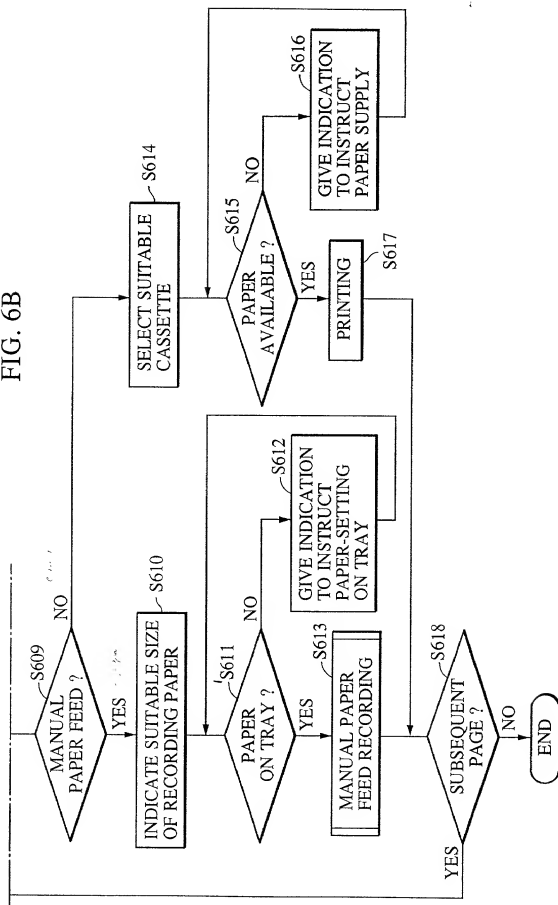 FIG. 6B
S609
MANUAL
PAPER FEED ?
NO
YES
S610
INDICATE SUITABLE SIZE
OF RECORDING PAPER
S611
PAPER
ON TRAY ?
NO
YES
S612
GIVE INDICATION
TO INSTRUCT
PAPER-SETTING
ON TRAY
S613
MANUAL PAPER
FEED RECORDING
S614
SELECT SUITABLE
CASSETTE
S615
PAPER
AVAILABLE ?
NO
YES
S616
GIVE INDICATION
TO INSTRUCT
PAPER SUPPLY
S617
PRINTING
S618
SUBSEQUENT
PAGE ?
YES
NO
END